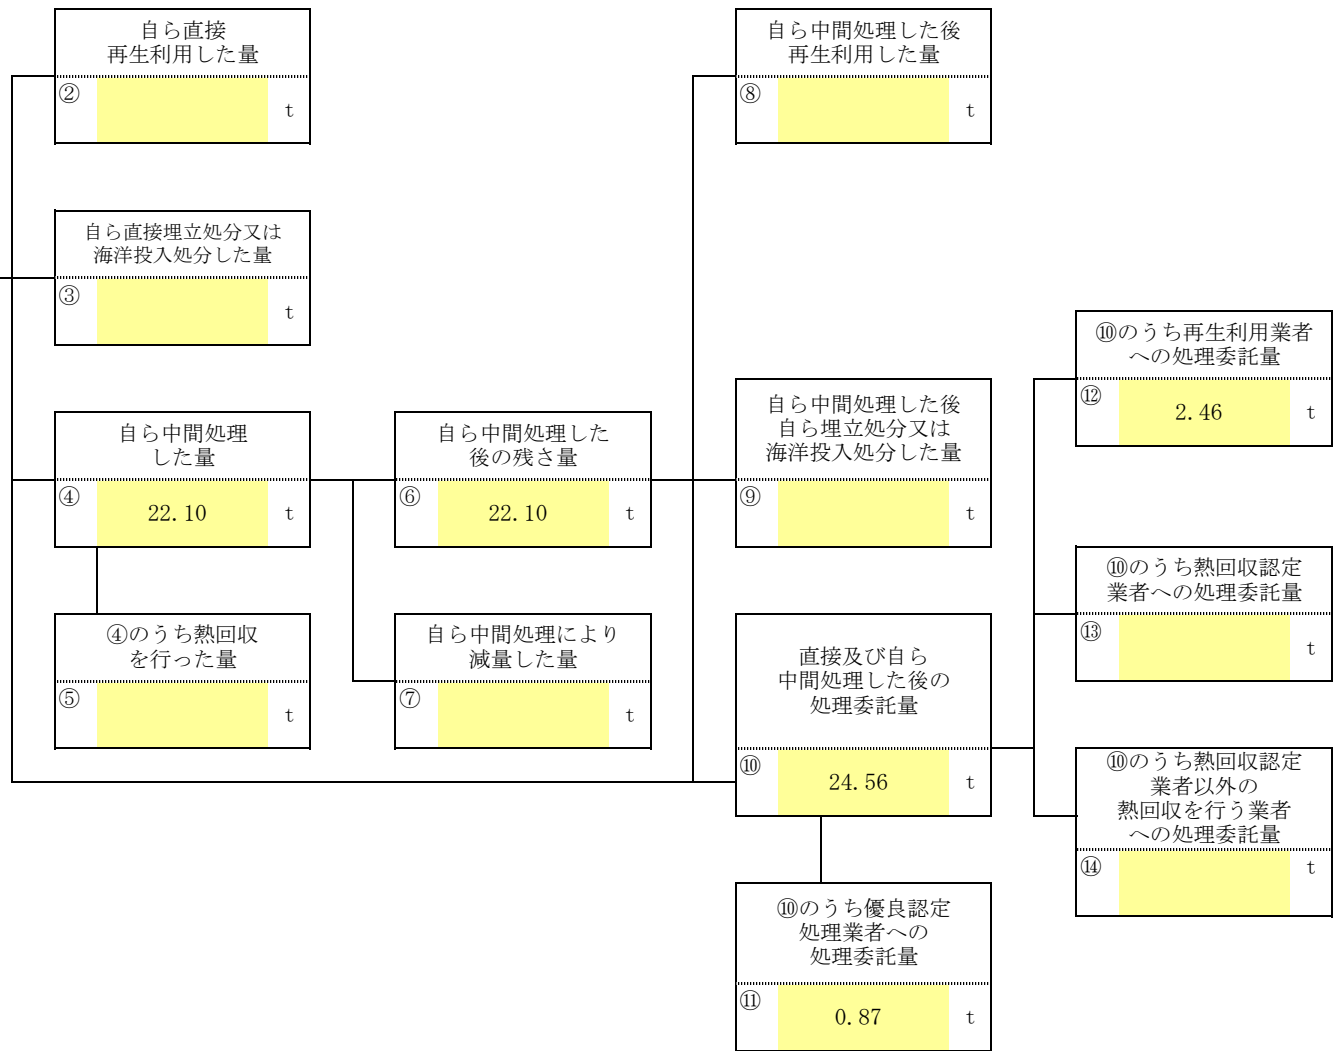 自ら直接
再生利用した量
②
t
自ら中間処理した後
再生利用した量
⑧
t
自ら直接埋立処分又は
海洋投入処分した量
③
t
⑩のうち再生利用業者
への処理委託量
⑫
2.46
t
自ら中間処理
した量
④
22.10
t
自ら中間処理した
後の残さ量
⑥
22.10
t
自ら中間処理した後
自ら埋立処分又は
海洋投入処分した量
⑨
t
⑩のうち熱回収認定
業者への処理委託量
⑬
t
④のうち熱回収
を行った量
⑤
t
自ら中間処理により
減量した量
⑦
t
直接及び自ら
中間処理した後の
処理委託量
⑩
24.56
t
⑩のうち熱回収認定
業者以外の
熱回収を行う業者
への処理委託量
⑭
t
⑩のうち優良認定
処理業者への
処理委託量
⑪
0.87
t